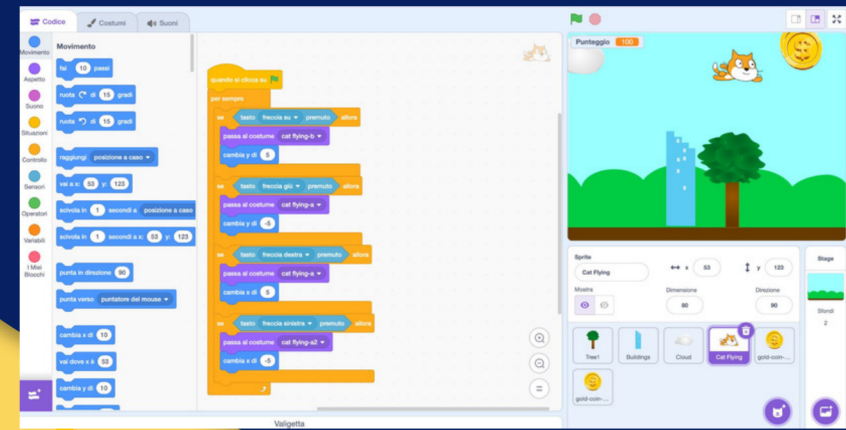 Codice
Costumi
Suoni
Movimento
Aspetto
Suono
Situazioni
Controllo
Sensori
Operatori
Variabili
I Miei
Blocchi
Movimento
fai 10 passi
ruota 15 gradi
ruota 15 gradi
raggiungi posizione a caso
vai a x: 53 y: 123
scivola in 1 secondi a posizione a caso
scivola in 1 secondi a x: 53 y: 123
punta in direzione 90
punta verso puntatore del mouse
cambia x di 10
vai dove x è 53
cambia y di 10
quando si clicca su
per sempre
se tasto freccia su premuto allora
passa al costume cat flying-b
cambia y di 5
se tasto freccia giù premuto allora
passa al costume cat flying-a
cambia y di -5
se tasto freccia destra premuto allora
passa al costume cat flying-a
cambia x di 5
se tasto freccia sinistra premuto allora
passa al costume cat flying-a2
cambia x di -5
Valigetta
Punteggio 100
Sprite
Cat Flying
x 53
y 123
Mostra
Dimensione
80
Direzione
90
Tree1
Buildings
Cloud
Cat Flying
gold-coin-...
gold-coin-...
Stage
Sfondi
2